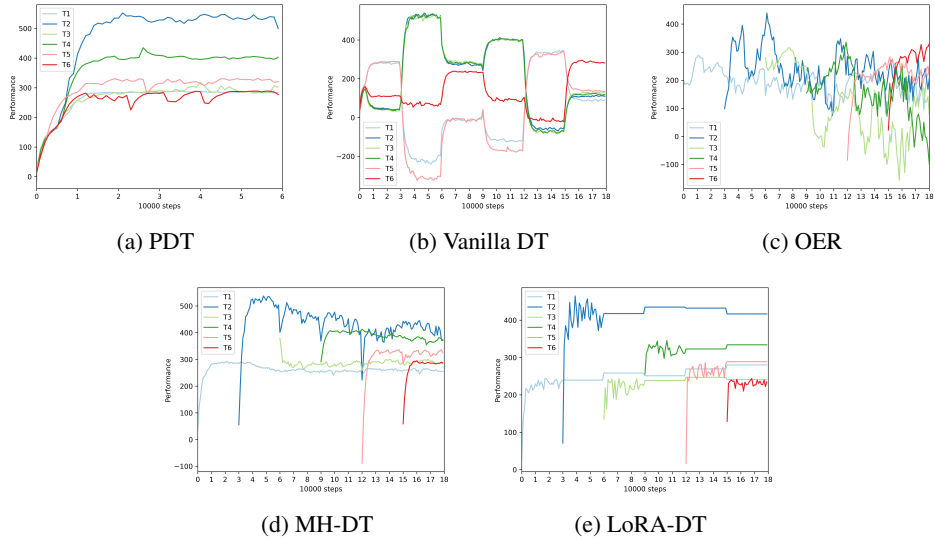 500
400
300
200
100
0
Performance
T1
T2
T3
T4
T5
T6
0 1 2 3 4 5 6
10000 steps
(a) PDT
400
200
0
−200
Performance
T1
T2
T3
T4
T5
T6
0 1 2 3 4 5 6 7 8 9 10 11 12 13 14 15 16 17 18
10000 steps
(b) Vanilla DT
400
300
200
100
0
−100
Performance
T1
T2
T3
T4
T5
T6
0 1 2 3 4 5 6 7 8 9 10 11 12 13 14 15 16 17 18
10000 steps
(c) OER
500
400
300
200
100
0
−100
Performance
T1
T2
T3
T4
T5
T6
0 1 2 3 4 5 6 7 8 9 10 11 12 13 14 15 16 17 18
10000 steps
(d) MH-DT
400
300
200
100
0
Performance
T1
T2
T3
T4
T5
T6
0 1 2 3 4 5 6 7 8 9 10 11 12 13 14 15 16 17 18
10000 steps
(e) LoRA-DT